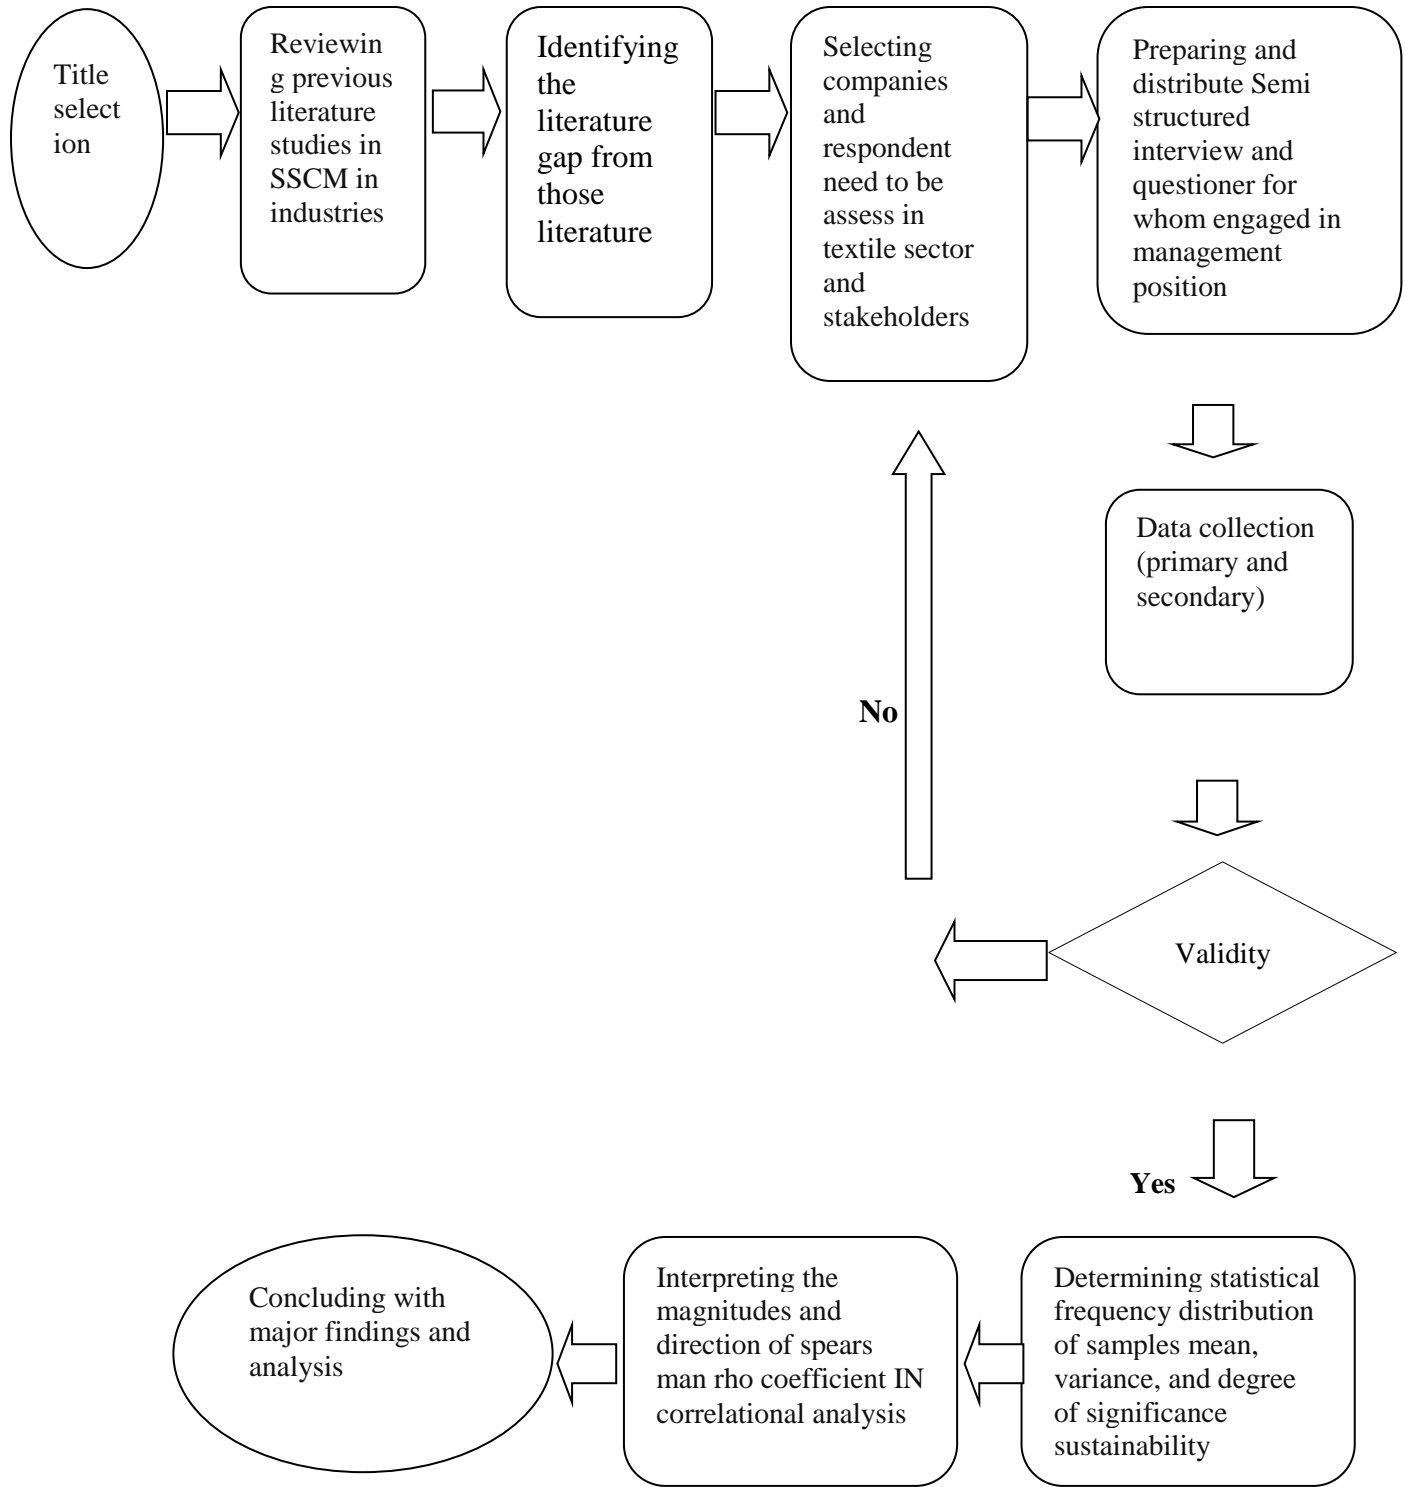 Title
select
ion
Reviewin
g previous
literature
studies in
SSCM in
industries
Identifying
the
literature
gap from
those
literature
Selecting
companies
and
respondent
need to be
assess in
textile sector
and
stakeholders
Preparing and
distribute Semi
structured
interview and
questioner for
whom engaged in
management
position
Data collection
(primary and
secondary)
No
Validity
Yes
Determining statistical
frequency distribution
of samples mean,
variance, and degree
of significance
sustainability
Interpreting the
magnitudes and
direction of spears
man rho coefficient IN
correlational analysis
Concluding with
major findings and
analysis